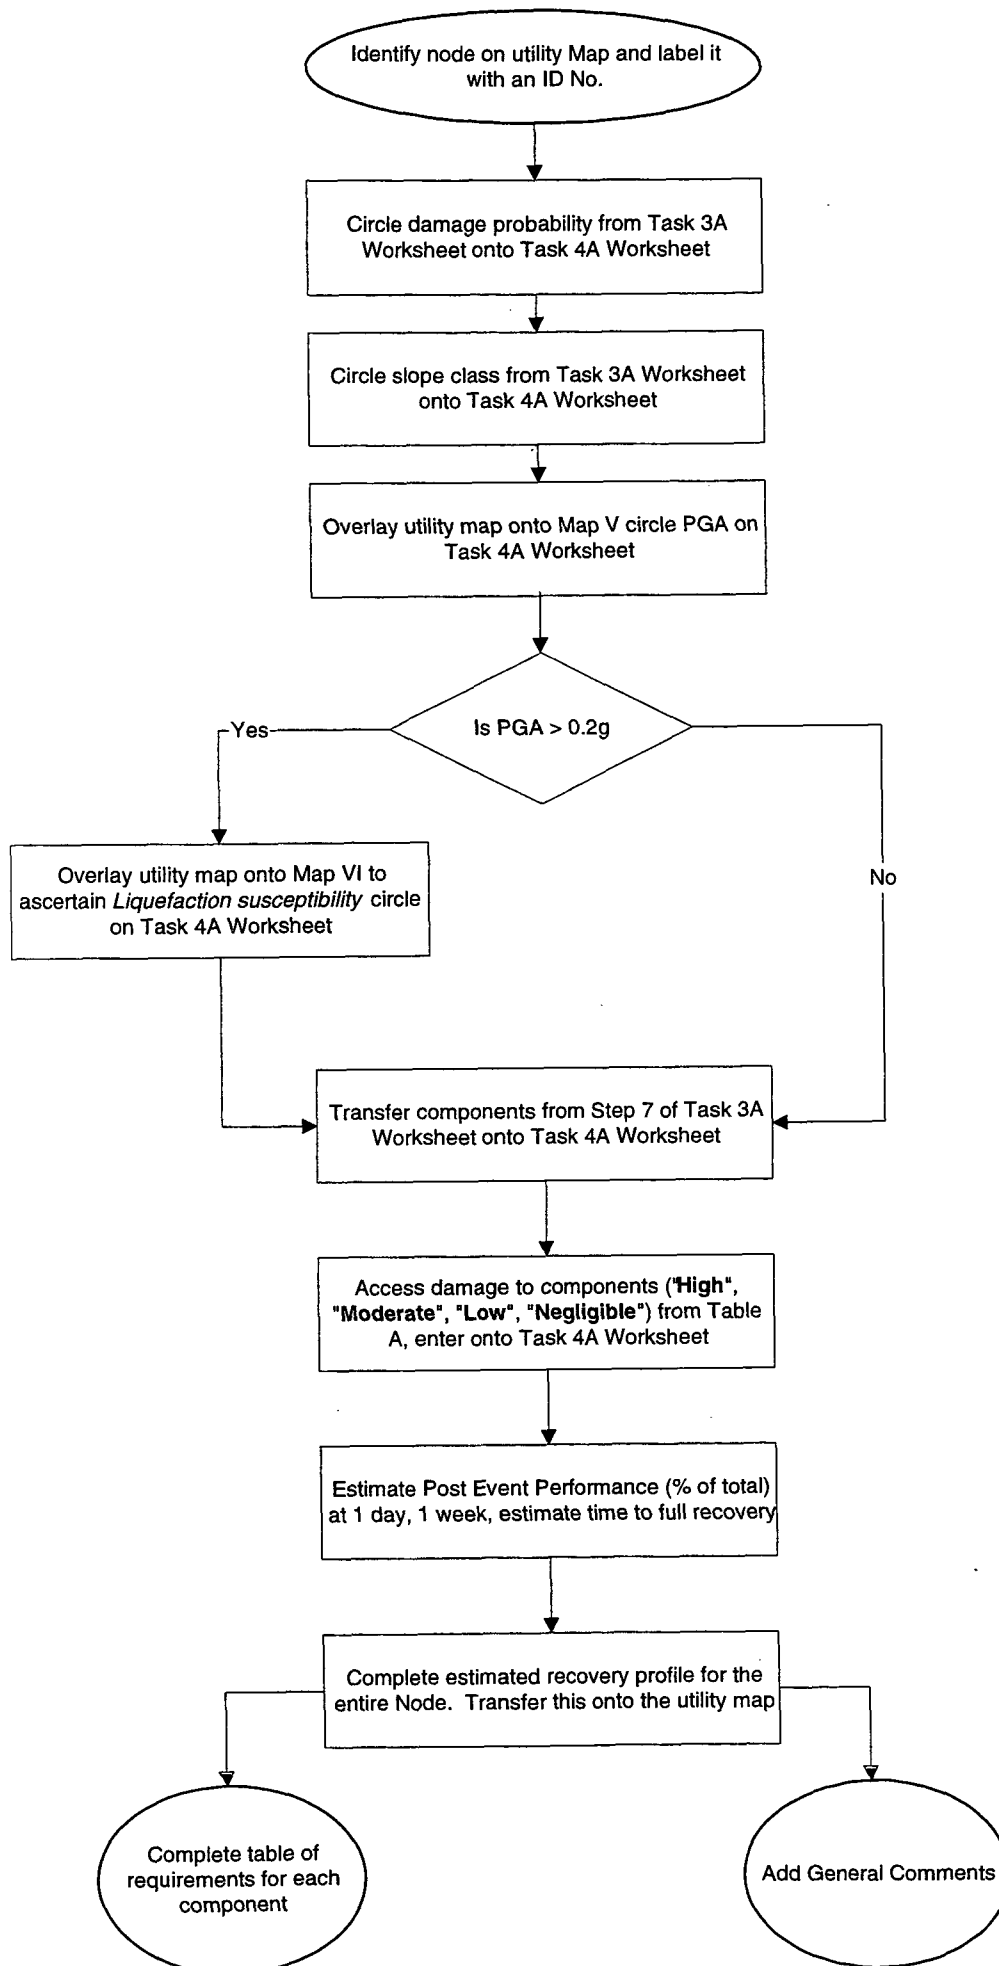 Identify node on utility Map and label it
with an ID No.
Circle damage probability from Task 3A
Worksheet onto Task 4A Worksheet
Circle slope class from Task 3A Worksheet
onto Task 4A Worksheet
Overlay utility map onto Map V circle PGA on
Task 4A Worksheet
Is PGA > 0.2g
Yes
No
Overlay utility map onto Map VI to
ascertain Liquefaction susceptibility circle
on Task 4A Worksheet
Transfer components from Step 7 of Task 3A
Worksheet onto Task 4A Worksheet
Access damage to components ("High",
"Moderate", "Low", "Negligible") from Table
A, enter onto Task 4A Worksheet
Estimate Post Event Performance (% of total)
at 1 day, 1 week, estimate time to full recovery
Complete estimated recovery profile for the
entire Node. Transfer this onto the utility map
Complete table of
requirements for each
component
Add General Comments